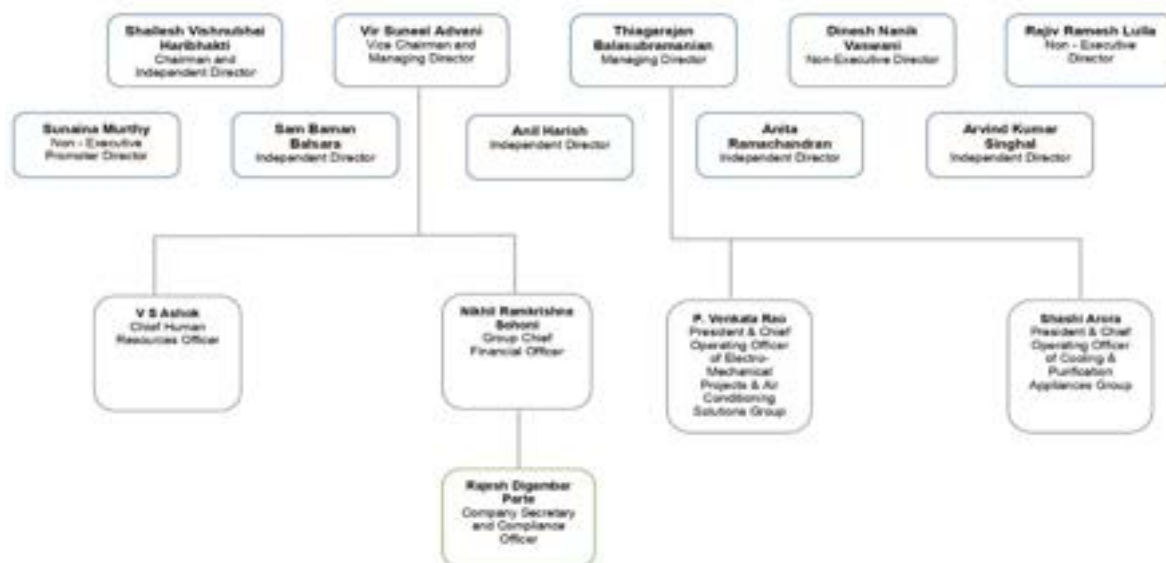 Shailesh Vishnubhai
Haribhakti
Chairman and
Independent Director
Vir Suneel Advani
Vice Chairman and
Managing Director
Thiagarajan
Balasubramanian
Managing Director
Dinesh Nanik
Vaswani
Non-Executive Director
Rajiv Ramesh Lulla
Non - Executive
Director
Sunaina Murthy
Non - Executive
Promoter Director
Sam Baman
Balsara
Independent Director
Anil Harish
Independent Director
Anita
Ramachandran
Independent Director
Arvind Kumar
Singhal
Independent Director
V S Ashok
Chief Human
Resources Officer
Nikhil Ramkrishna
Sohoni
Group Chief
Financial Officer
P. Venkata Rao
President & Chief
Operating Officer
of Electro-
Mechanical
Projects & Air
Conditioning
Solutions Group
Shashi Arora
President & Chief
Operating Officer
of Cooling &
Purification
Appliances Group
Rajesh Digambar
Parte
Company Secretary
and Compliance
Officer